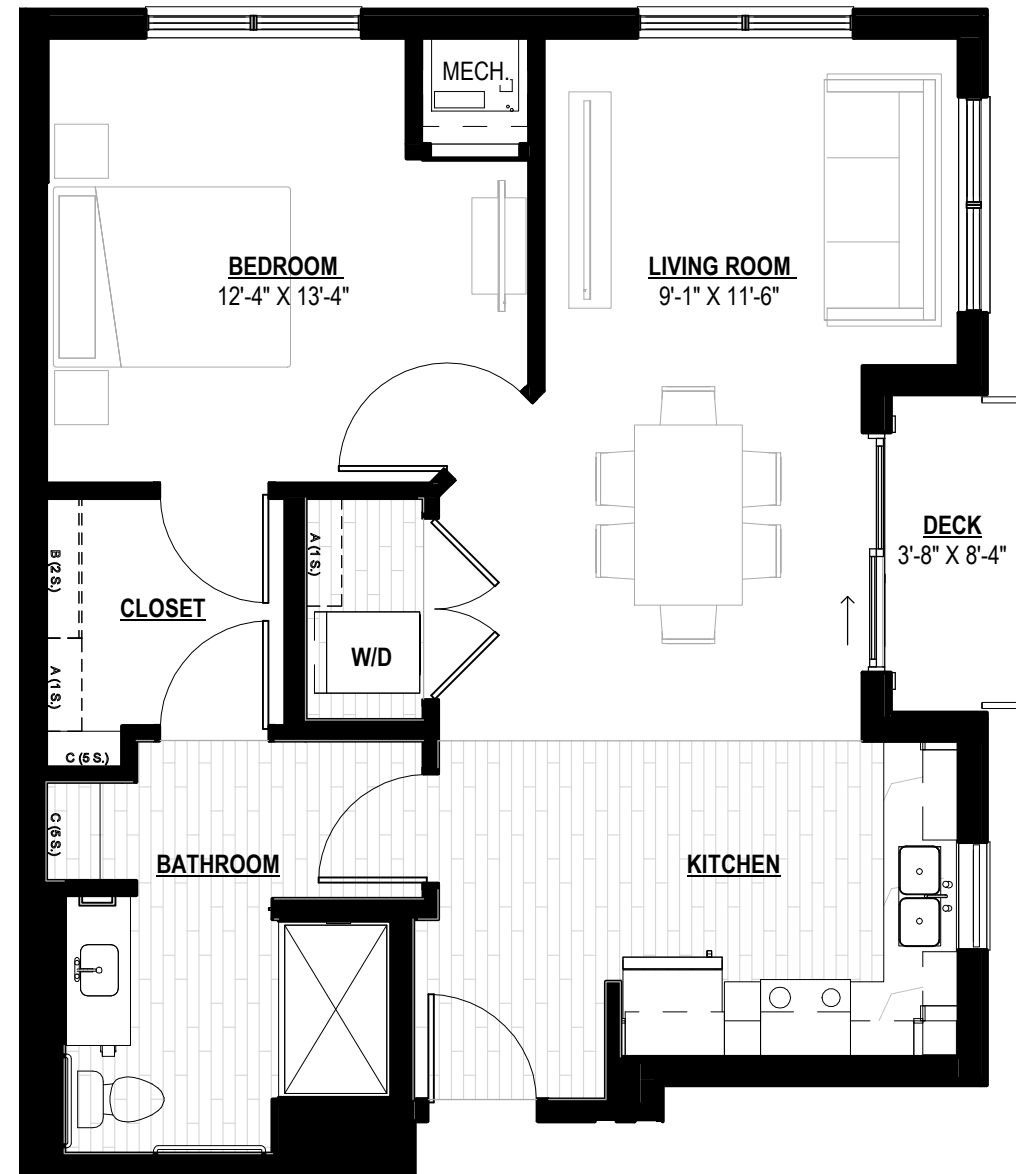 MECH.
BEDROOM
12'-4" X 13'-4"
LIVING ROOM
9'-1" X 11'-6"
DECK
3'-8" X 8'-4"
A (1 S.)
B (2 S.)
CLOSET
W/D
A (1 S.)
C (5 S.)
C (5 S.)
BATHROOM
KITCHEN